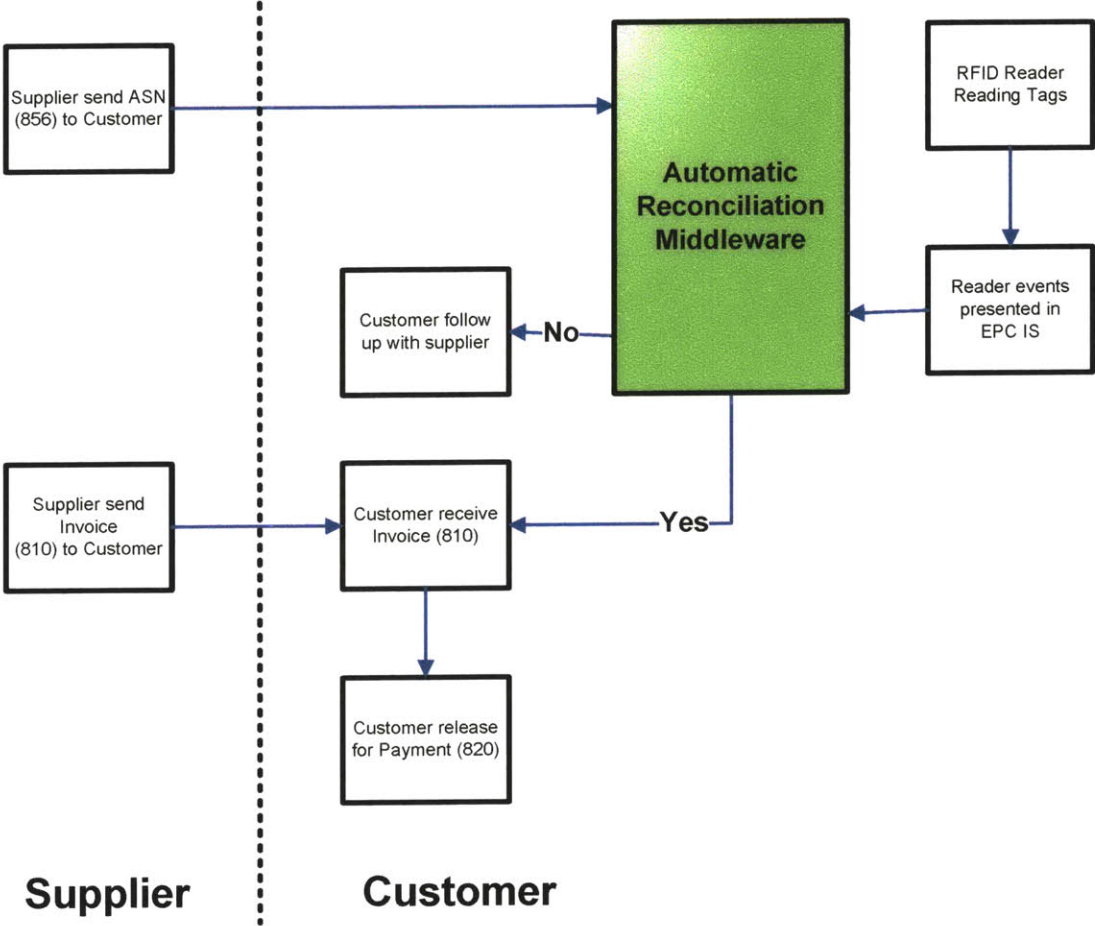 Supplier send ASN
(856) to Customer
RFID Reader
Reading Tags
Automatic
Reconciliation
Middleware
Customer follow
up with supplier
No
Reader events
presented in
EPC IS
Supplier send
Invoice
(810) to Customer
Customer receive
Invoice (810)
Yes
Customer release
for Payment (820)
Supplier
Customer